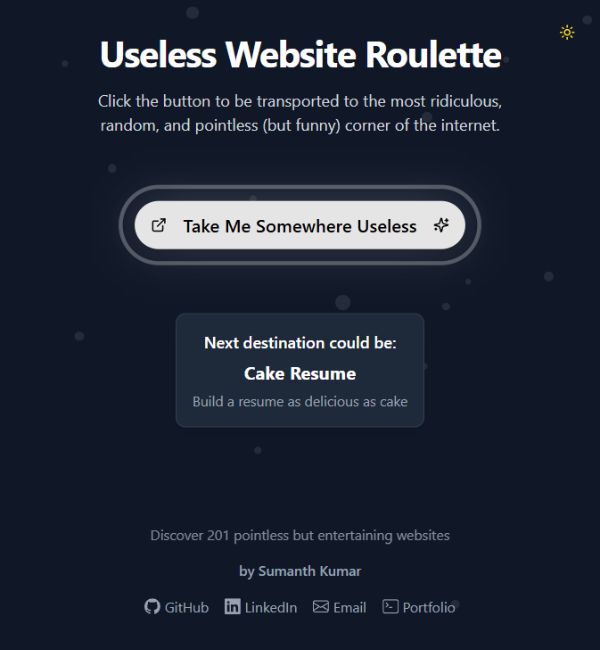 Useless Website Roulette
Click the button to be transported to the most ridiculous,
random, and pointless (but funny) corner of the internet.
Take Me Somewhere Useless
Next destination could be:
Cake Resume
Build a resume as delicious as cake
Discover 201 pointless but entertaining websites
by Sumanth Kumar
GitHub LinkedIn Email Portfolio